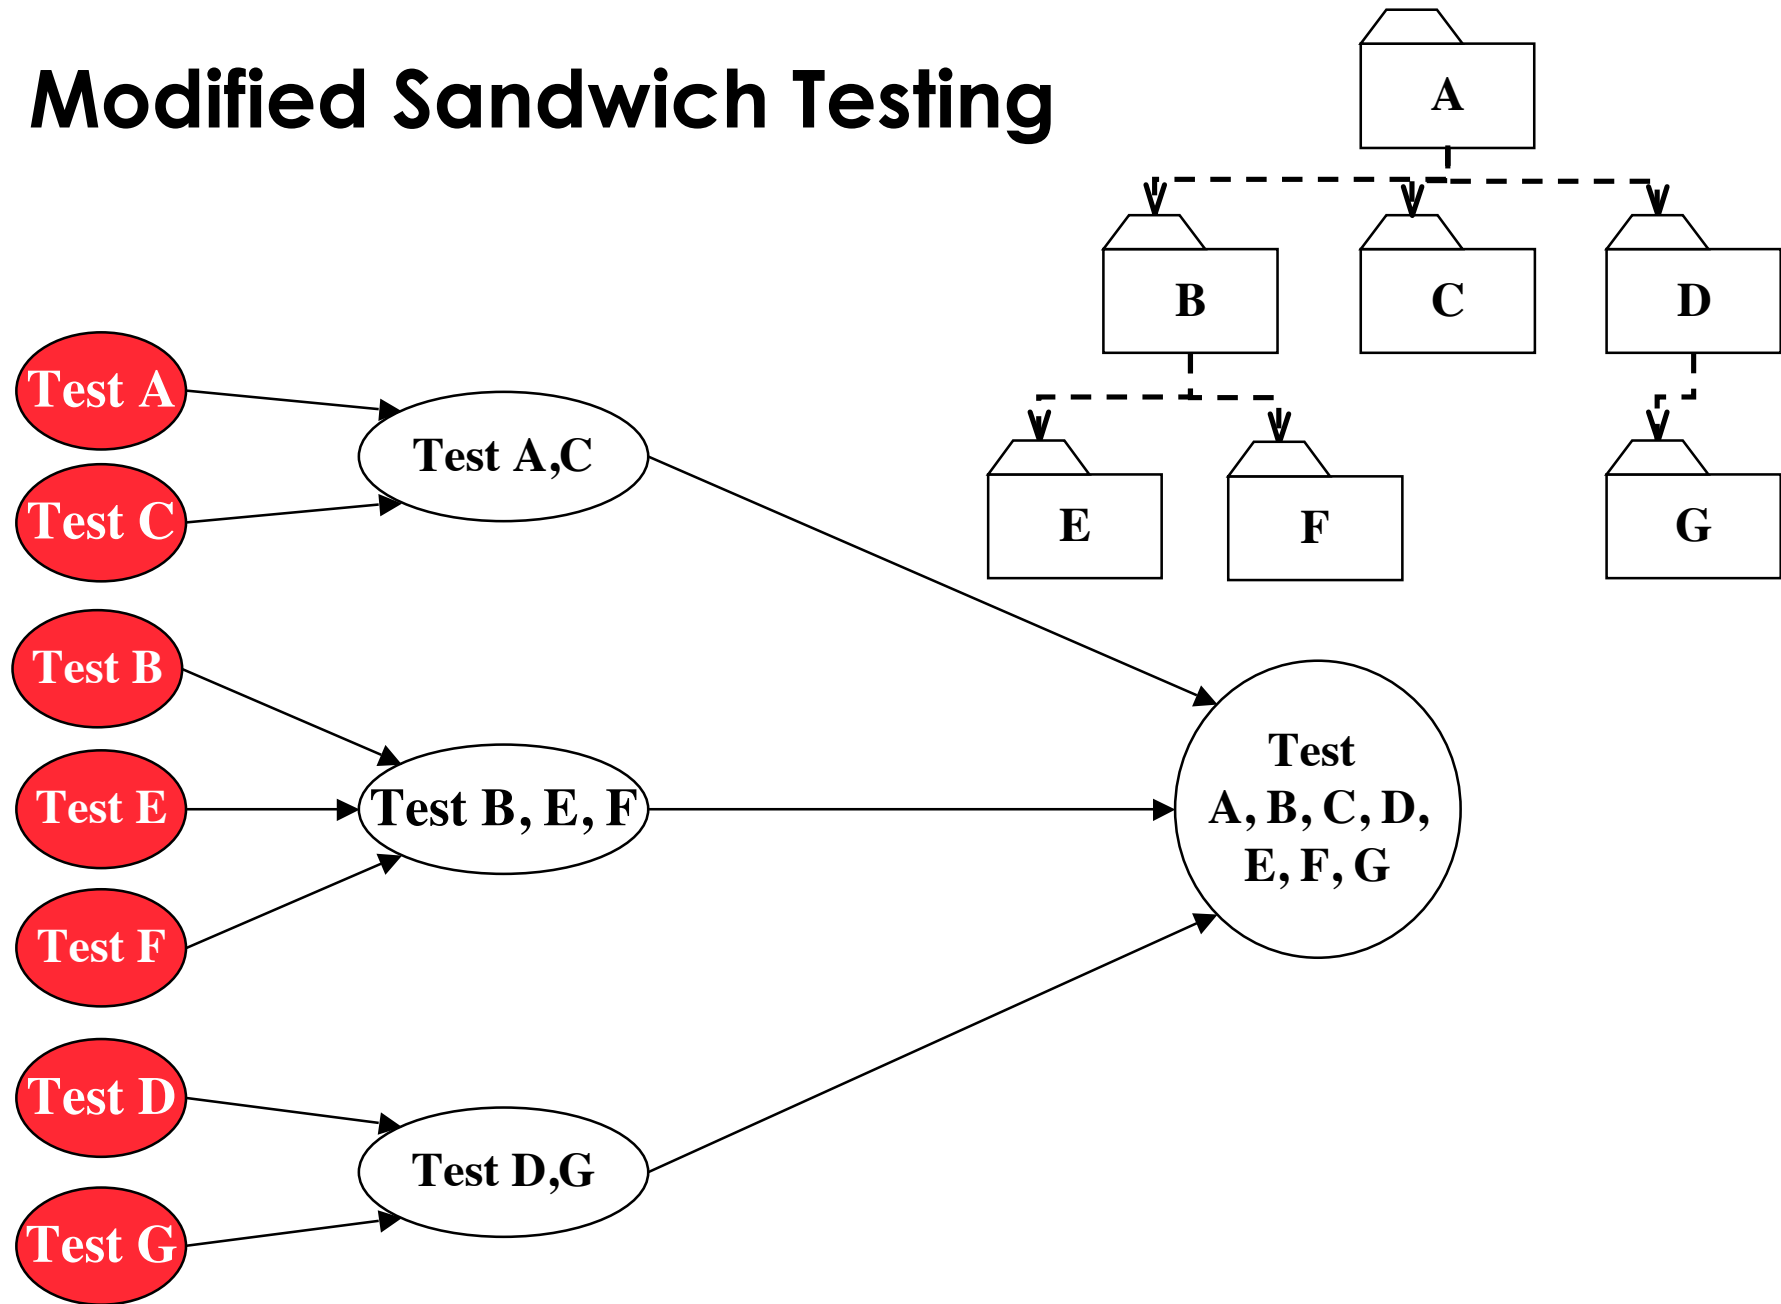 Modified Sandwich Testing
A
B
C
D
E
F
G
Test A
Test C
Test B
Test E
Test F
Test D
Test G
Test A,C
Test B, E, F
Test D,G
Test
A, B, C, D,
E, F, G